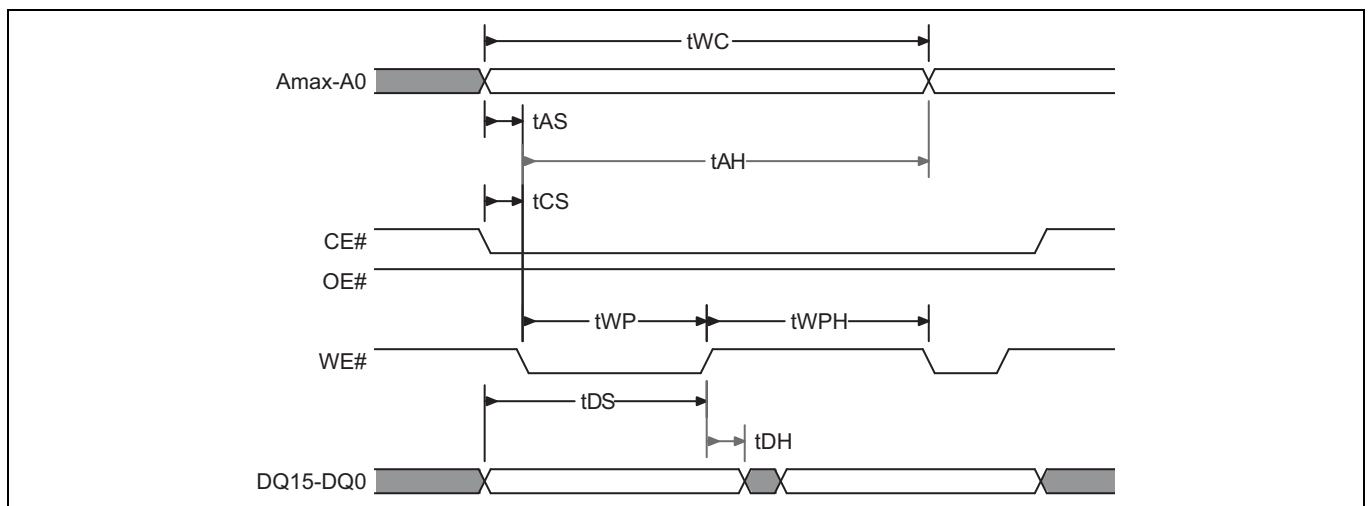 tWC
Amax-A0
tAS
tAH
tCS
CE#
OE#
tWP tWPH
WE#
tDS
tDH
DQ15-DQ0